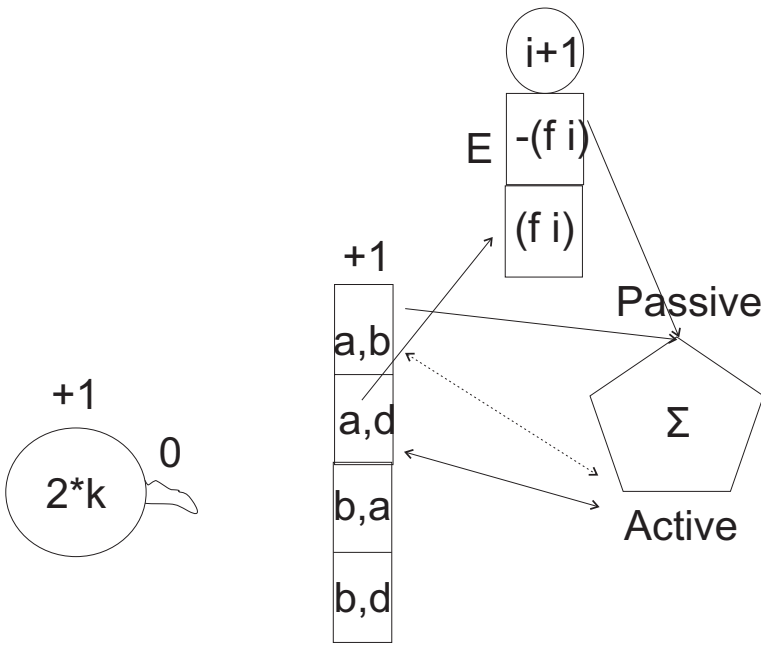 i+1
E
-(f i)
(f i)
+1
Passive
a,b
a,d
Σ
+1
0
2*k
b,a
Active
b,d